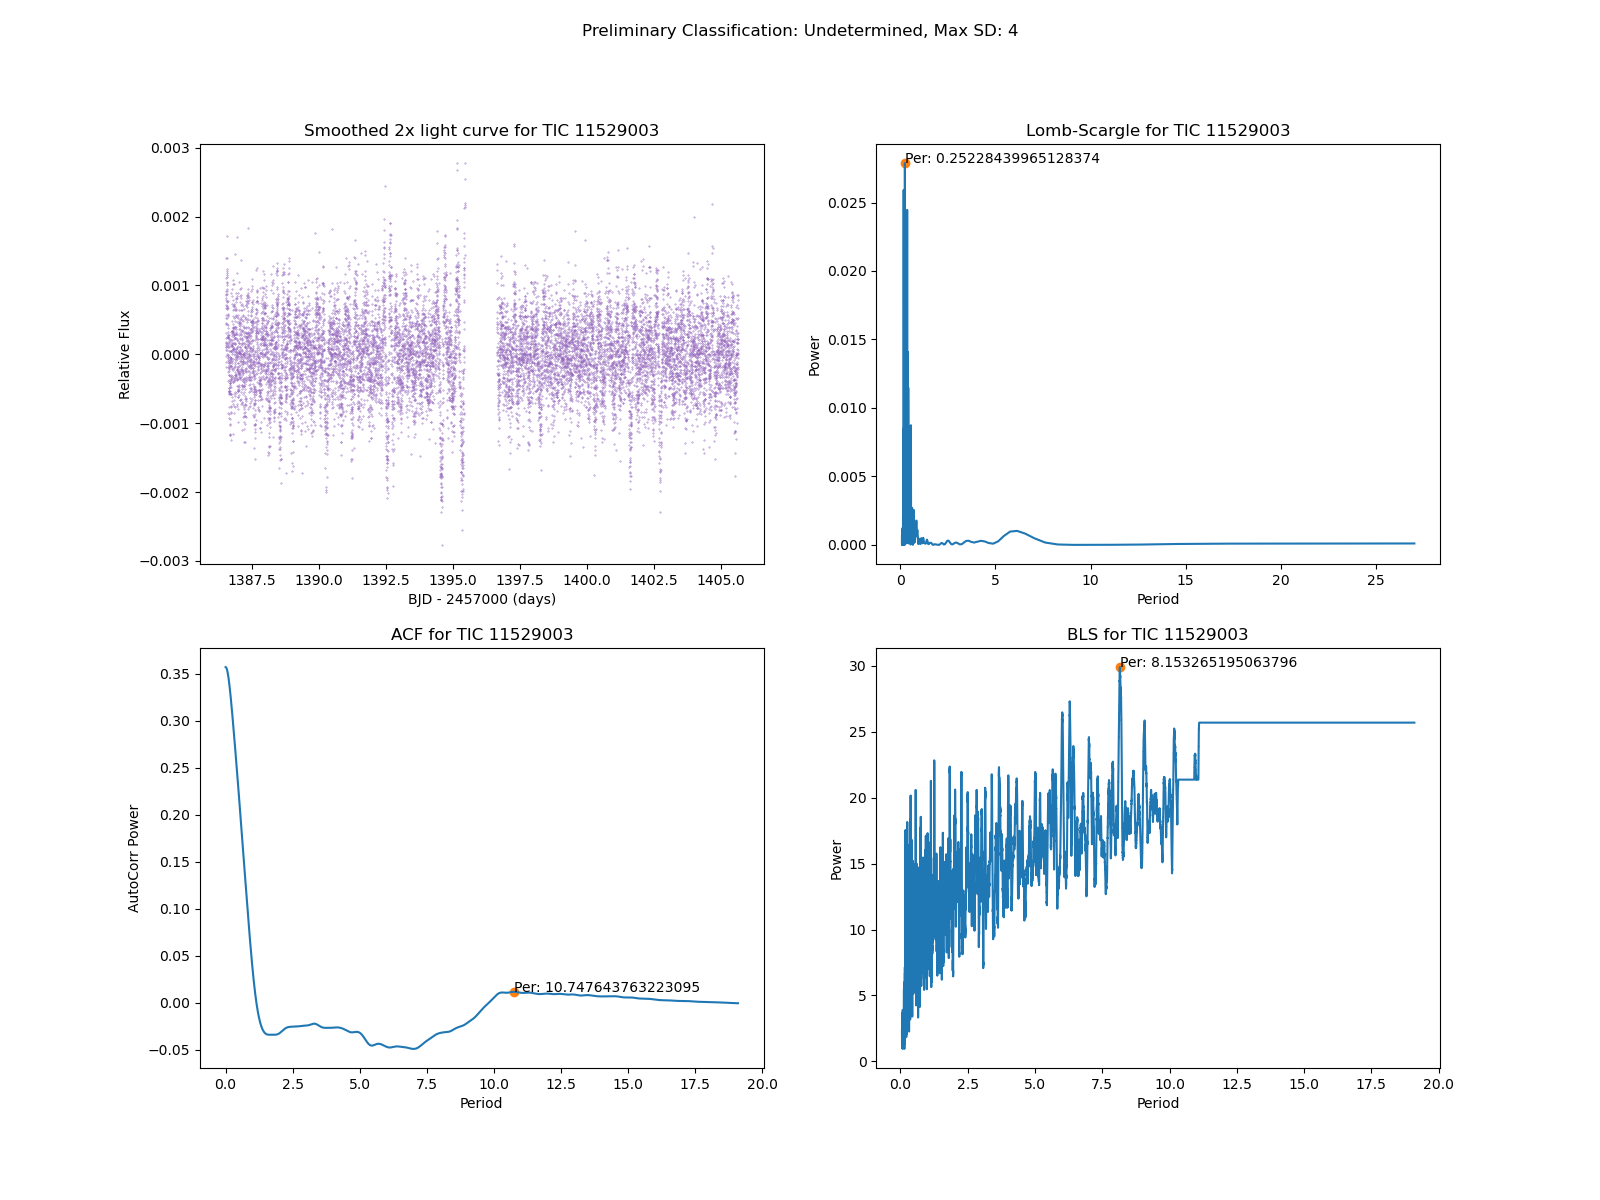 Preliminary Classification: Undetermined, Max SD: 4
Smoothed 2x light curve for TIC 11529003
0.003
0.002
0.001
0.000
−0.001
−0.002
−0.003
Relative Flux
1387.5 1390.0 1392.5 1395.0 1397.5 1400.0 1402.5 1405.0
BJD - 2457000 (days)
Lomb-Scargle for TIC 11529003
Per: 0.25228439965128374
0.025
0.020
0.015
0.010
0.005
0.000
Power
0 5 10 15 20 25
Period
ACF for TIC 11529003
Per: 10.747643763223095
0.35
0.30
0.25
0.20
0.15
0.10
0.05
0.00
−0.05
AutoCorr Power
0.0 2.5 5.0 7.5 10.0 12.5 15.0 17.5 20.0
Period
BLS for TIC 11529003
Per: 8.153265195063796
30
25
20
15
10
5
0
Power
0.0 2.5 5.0 7.5 10.0 12.5 15.0 17.5 20.0
Period